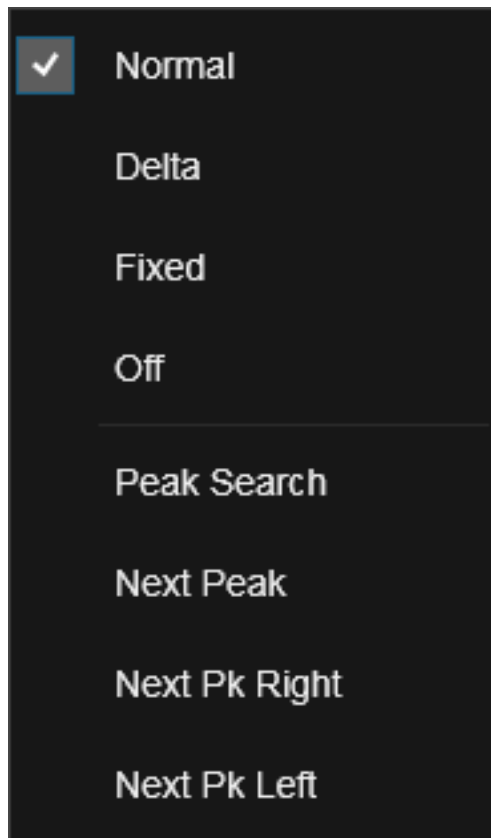 Normal
Delta
Fixed
Off
Peak Search
Next Peak
Next Pk Right
Next Pk Left